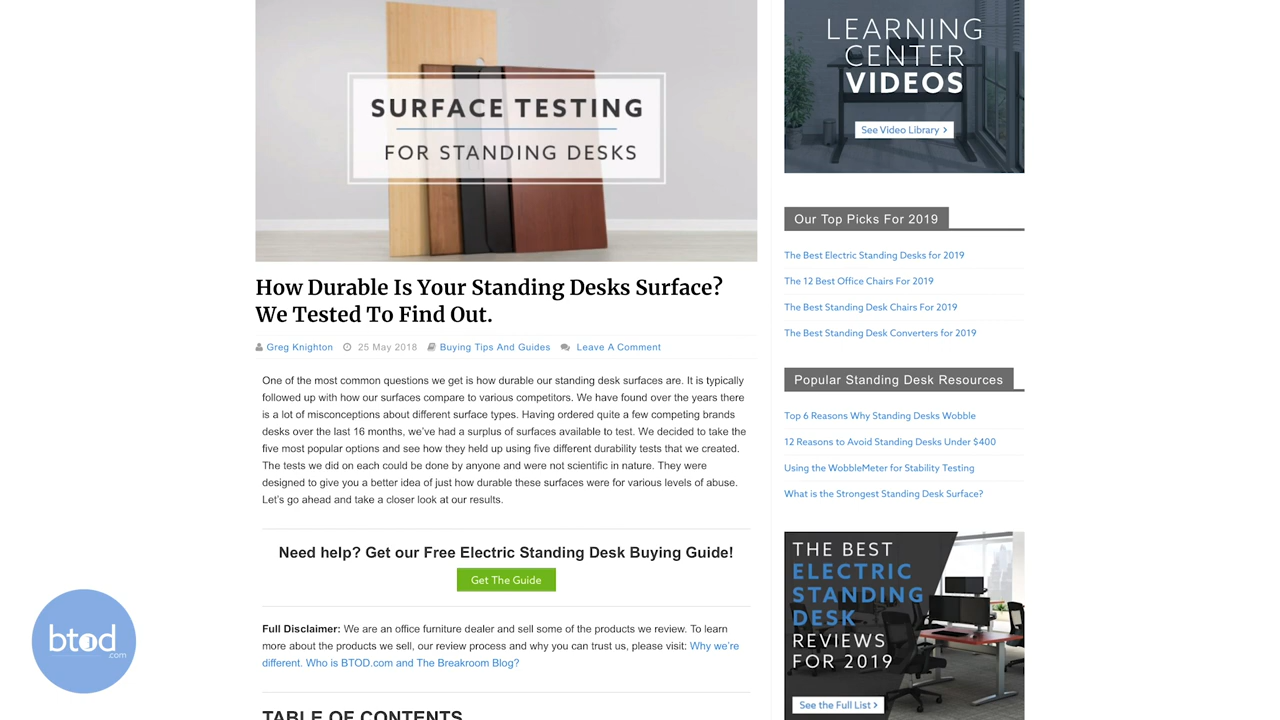 SURFACE TESTING
FOR STANDING DESKS
How Durable Is Your Standing Desks Surface?
We Tested To Find Out.
Greg Knighton 25 May 2018 Buying Tips And Guides Leave A Comment
One of the most common questions we get is how durable our standing desk surfaces are. It is typically
followed up with how our surfaces compare to various competitors. We have found over the years there
is a lot of misconceptions about different surface types. Having ordered quite a few competing brands
desks over the last 16 months, we've had a surplus of surfaces available to test. We decided to take the
five most popular options and see how they held up using five different durability tests that we created.
The tests we did on each could be done by anyone and were not scientific in nature. They were
designed to give you a better idea of just how durable these surfaces were for various levels of abuse.
Let's go ahead and take a closer look at our results.
Need help? Get our Free Electric Standing Desk Buying Guide!
Get The Guide
Full Disclaimer: We are an office furniture dealer and sell some of the products we review. To learn
more about the products we sell, our review process and why you can trust us, please visit: Why we're
different. Who is BTOD.com and The Breakroom Blog?
TABLE OF CONTENTS
LEARNING
CENTER
VIDEOS
See Video Library >
Our Top Picks For 2019
The Best Electric Standing Desks for 2019
The 12 Best Office Chairs For 2019
The Best Standing Desk Chairs For 2019
The Best Standing Desk Converters for 2019
Popular Standing Desk Resources
Top 6 Reasons Why Standing Desks Wobble
12 Reasons to Avoid Standing Desks Under $400
Using the WobbleMeter for Stability Testing
What is the Strongest Standing Desk Surface?
THE BEST
ELECTRIC
STANDING
DESK
REVIEWS
FOR 2019
See the Full List >
btod
.com